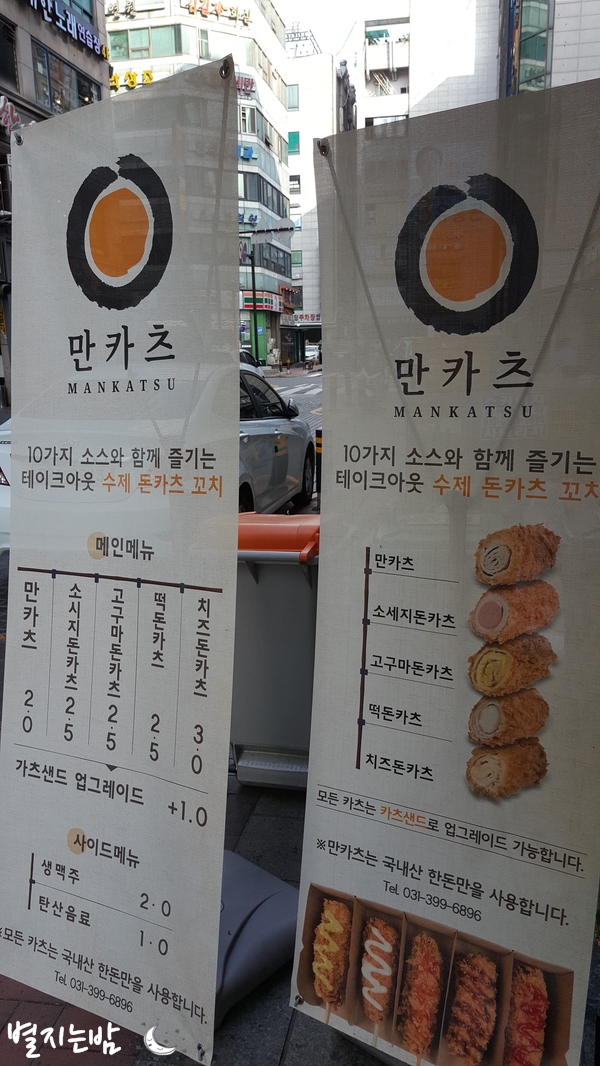 만카츠
MANKATSU
10가지 소스와 함께 즐기는
테이크아웃 수제 돈카츠 꼬치
메인메뉴
만카츠 2.0
소시지돈카츠 2.5
고구마돈카츠 2.5
떡돈카츠 2.5
치즈돈카츠 3.0
가츠샌드 업그레이드 +1.0
사이드메뉴
생맥주 2.0
탄산음료 1.0
※모든 카츠는 국내산 한돈만을 사용합니다.
Tel. 031-399-6896
만카츠
MANKATSU
10가지 소스와 함께 즐기는
테이크아웃 수제 돈카츠 꼬치
만카츠
소세지돈카츠
고구마돈카츠
떡돈카츠
치즈돈카츠
모든 카츠는 카츠샌드로 업그레이드 가능합니다.
※만카츠는 국내산 한돈만을 사용합니다.
Tel. 031-399-6896
별지는밤